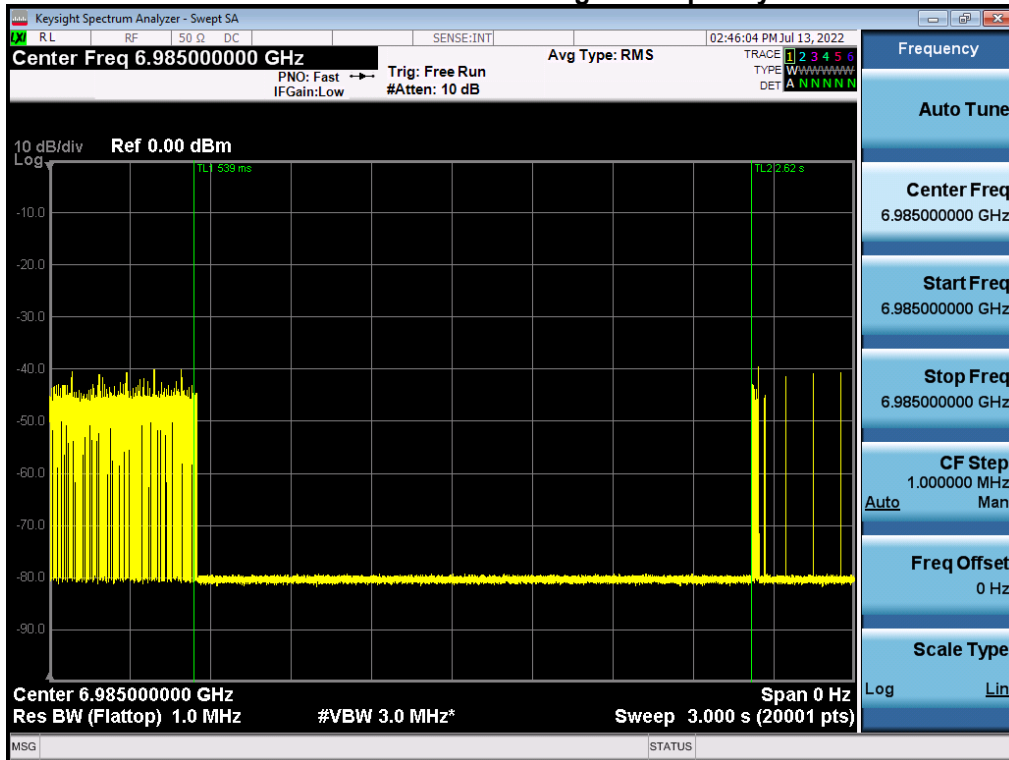 Keysight Spectrum Analyzer - Swept SA
LXI RL RF 50 Ω DC SENSE:INT 02:46:04 PM Jul 13, 2022
Center Freq 6.985000000 GHz
PNO: Fast
IFGain:Low
Trig: Free Run
#Atten: 10 dB
Avg Type: RMS
TRACE 1 2 3 4 5 6
TYPE WWWWWW
DET A N N N N N
10 dB/div Ref 0.00 dBm
Log
TL1 539 ms
TL2 2.62 s
-10.0
-20.0
-30.0
-40.0
-50.0
-60.0
-70.0
-80.0
-90.0
Center 6.985000000 GHz Span 0 Hz
Res BW (Flattop) 1.0 MHz #VBW 3.0 MHz* Sweep 3.000 s (20001 pts)
MSG STATUS
Frequency
Auto Tune
Center Freq
6.985000000 GHz
Start Freq
6.985000000 GHz
Stop Freq
6.985000000 GHz
CF Step
1.000000 MHz
Auto Man
Freq Offset
0 Hz
Scale Type
Log Lin